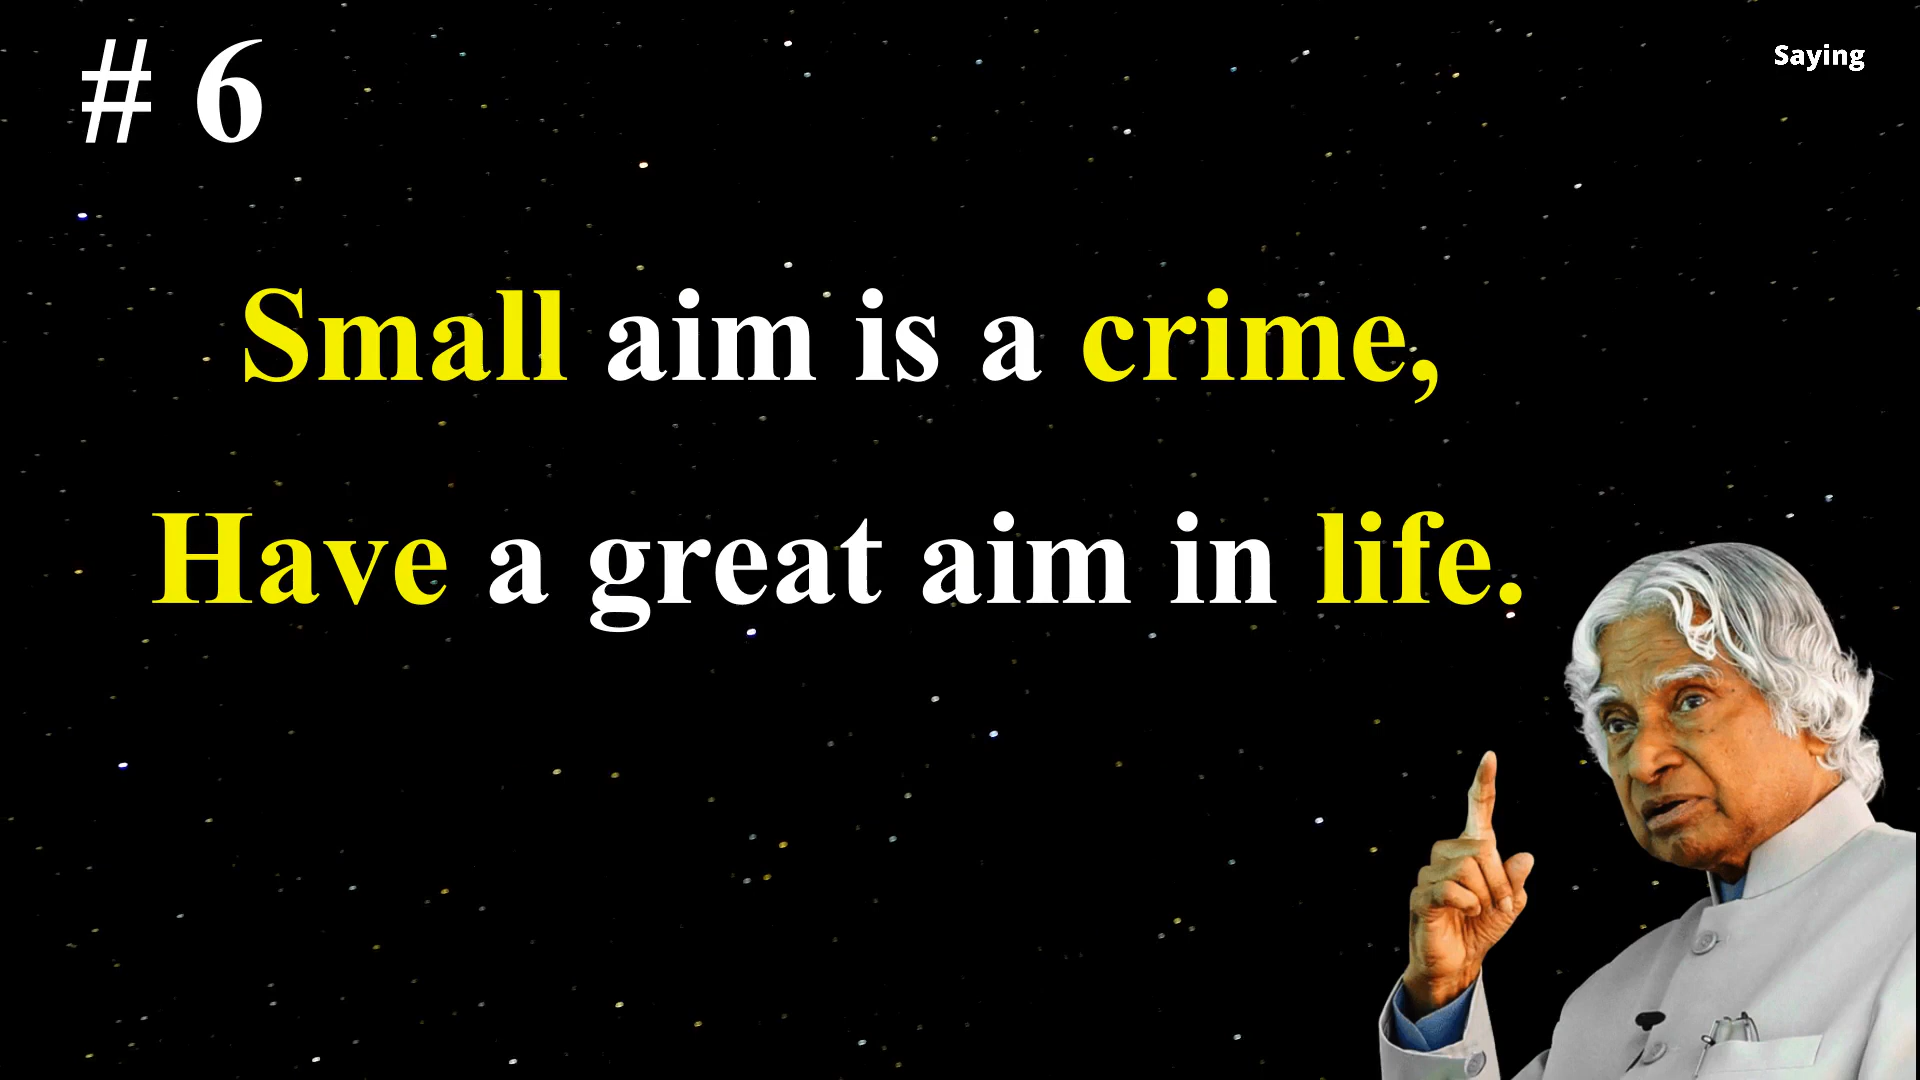 # 6
Saying
Small aim is a crime,
Have a great aim in life.